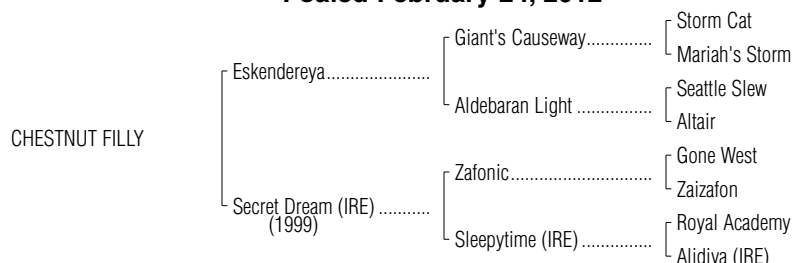 Foaled February 24, 2012
Storm Cat
Giant's Causeway..............
Mariah's Storm
Eskendereya.......................
Seattle Slew
Aldebaran Light ................
Altair
CHESTNUT FILLY
Gone West
Zafonic..............................
Zaizafon
Secret Dream (IRE) ...........
(1999)
Royal Academy
Sleepytime (IRE) ...............
Alidiva (IRE)